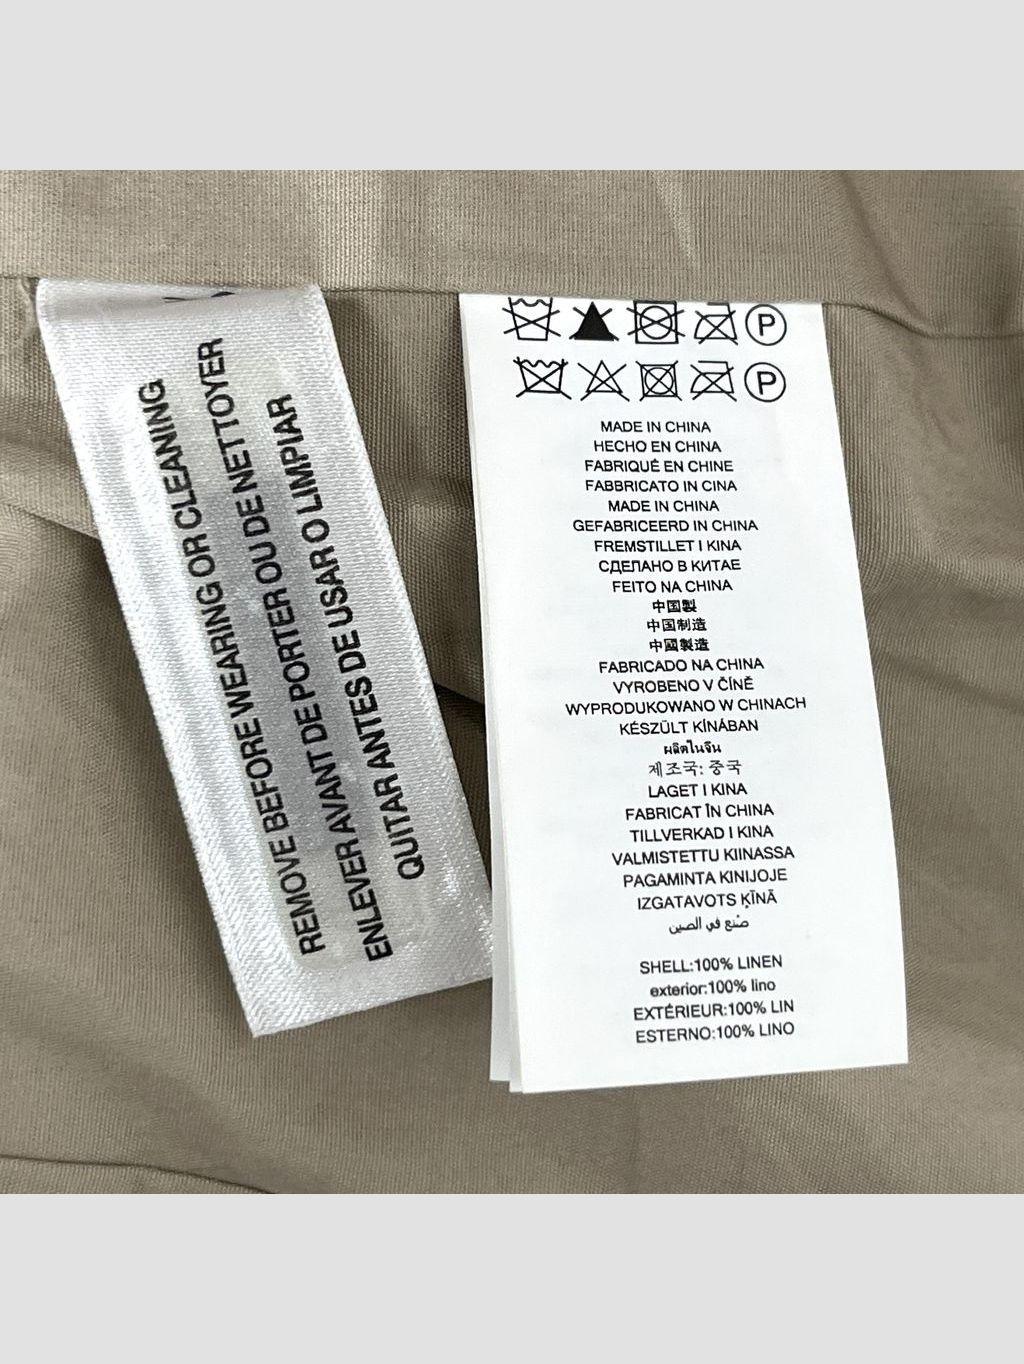 REMOVE BEFORE WEARING OR CLEANING
ENLEVER AVANT DE PORTER OU DE NETTOYER
QUITAR ANTES DE USAR O LIMPIAR
P
P
MADE IN CHINA
HECHO EN CHINA
FABRIQUÉ EN CHINE
FABBRICATO IN CINA
MADE IN CHINA
GEFABRICEERD IN CHINA
FREMSTILLET I KINA
СДЕЛАНО В КИТАЕ
FEITO NA CHINA
中国製
中国制造
中國製造
FABRICADO NA CHINA
VYROBENO V ČÍNĚ
WYPRODUKOWANO W CHINACH
KÉSZÜLT KÍNÁBAN
ผลิตในจีน
제조국: 중국
LAGET I KINA
FABRICAT ÎN CHINA
TILLVERKAD I KINA
VALMISTETTU KIINASSA
PAGAMINTA KINIJOJE
IZGATAVOTS ĶĪNĀ
صُنع في الصين
SHELL:100% LINEN
exterior:100% lino
EXTÉRIEUR:100% LIN
ESTERNO:100% LINO